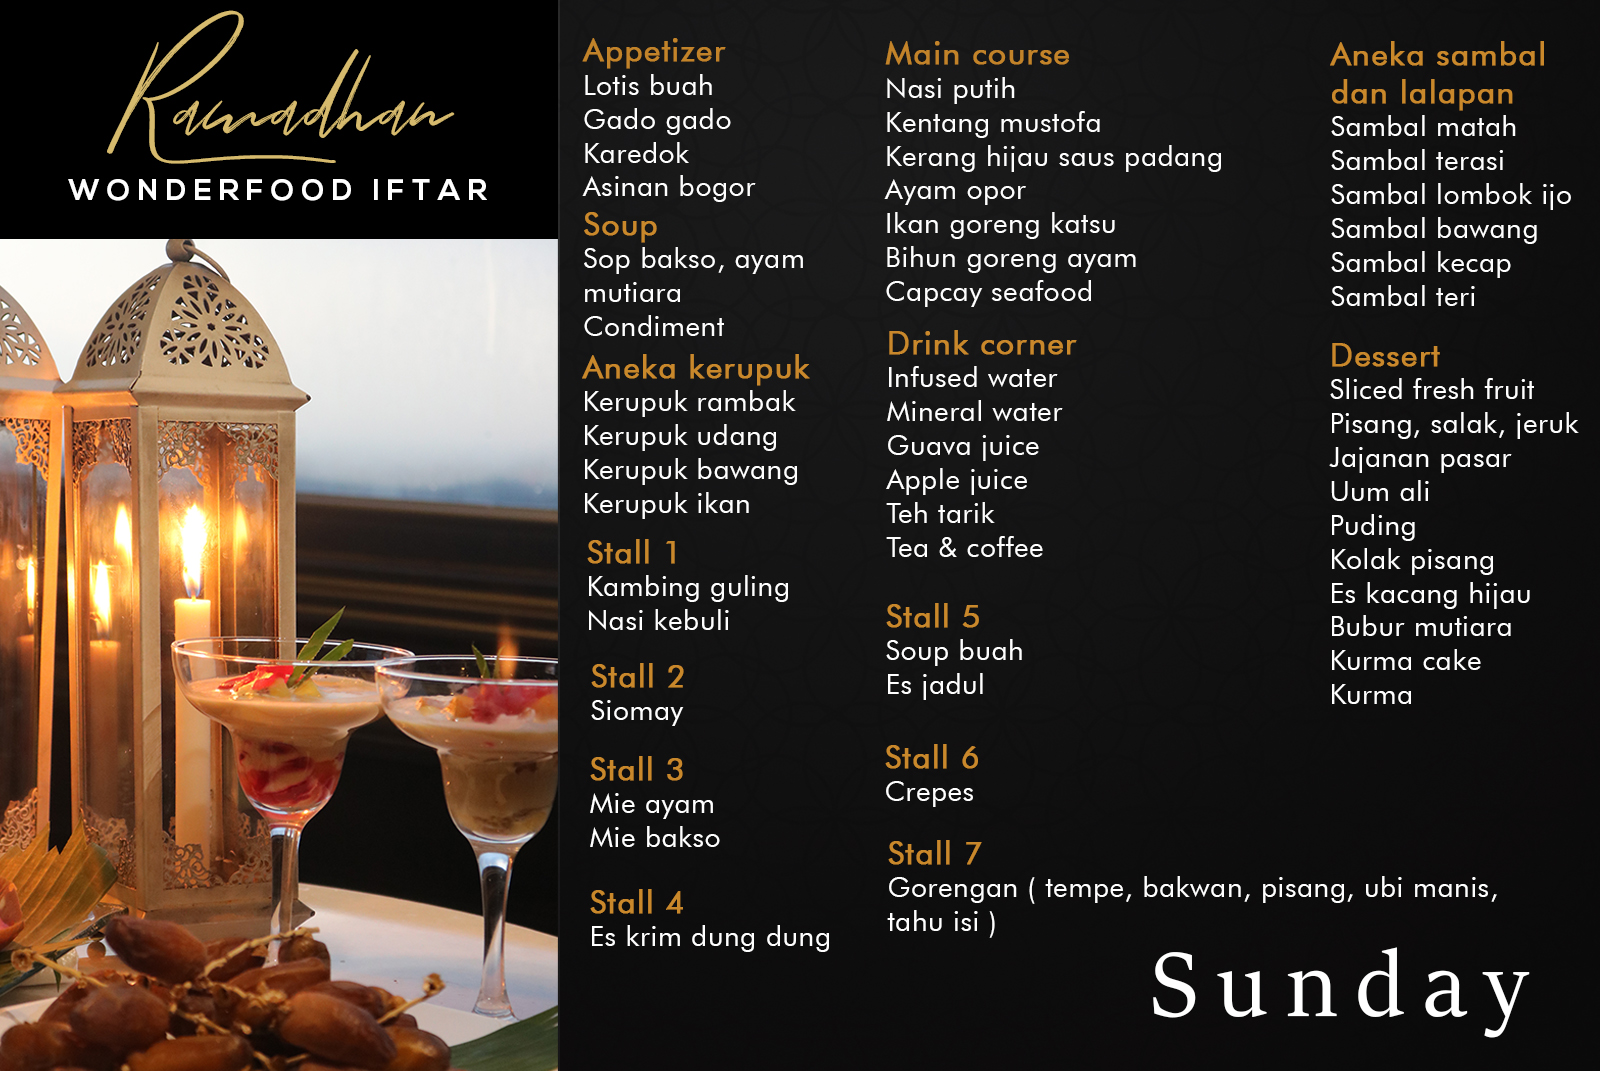 Ramadhan
WONDERFOOD IFTAR
Appetizer
Lotis buah
Gado gado
Karedok
Asinan bogor
Soup
Sop bakso, ayam
mutiara
Condiment
Aneka kerupuk
Kerupuk rambak
Kerupuk udang
Kerupuk bawang
Kerupuk ikan
Stall 1
Kambing guling
Nasi kebuli
Stall 2
Siomay
Stall 3
Mie ayam
Mie bakso
Stall 4
Es krim dung dung
Main course
Nasi putih
Kentang mustofa
Kerang hijau saus padang
Ayam opor
Ikan goreng katsu
Bihun goreng ayam
Capcay seafood
Drink corner
Infused water
Mineral water
Guava juice
Apple juice
Teh tarik
Tea & coffee
Stall 5
Soup buah
Es jadul
Stall 6
Crepes
Stall 7
Gorengan ( tempe, bakwan, pisang, ubi manis,
tahu isi )
Aneka sambal
dan lalapan
Sambal matah
Sambal terasi
Sambal lombok ijo
Sambal bawang
Sambal kecap
Sambal teri
Dessert
Sliced fresh fruit
Pisang, salak, jeruk
Jajanan pasar
Uum ali
Puding
Kolak pisang
Es kacang hijau
Bubur mutiara
Kurma cake
Kurma
Sunday